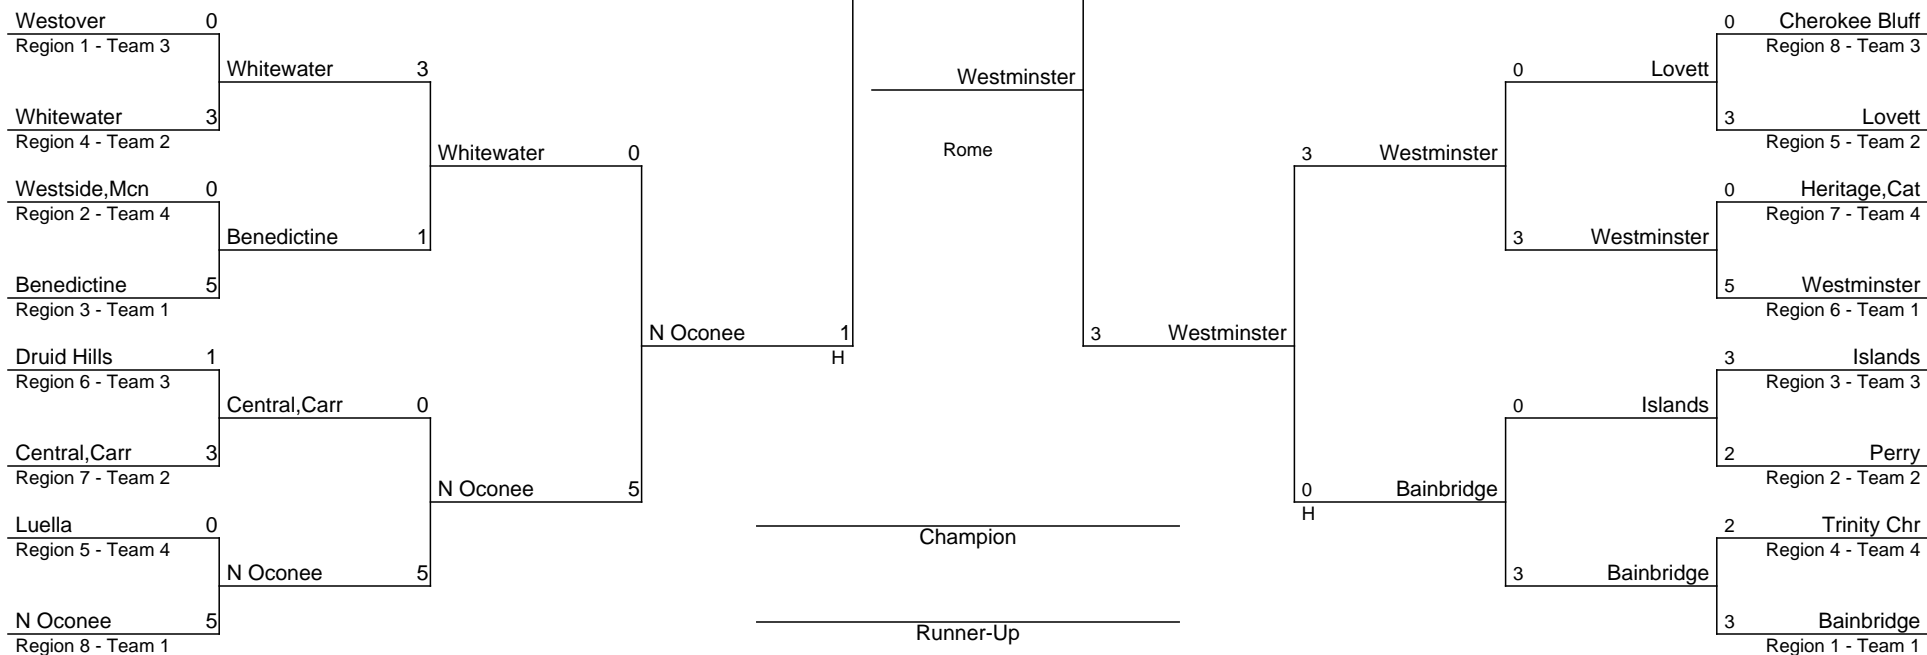 Westover 0
Region 1 - Team 3
Whitewater 3
Whitewater 3
Region 4 - Team 2
Whitewater 0
Westside,Mcn 0
Region 2 - Team 4
Benedictine 1
Benedictine 5
Region 3 - Team 1
N Oconee 1
H
Druid Hills 1
Region 6 - Team 3
Central,Carr 0
Central,Carr 3
Region 7 - Team 2
N Oconee 5
Luella 0
Region 5 - Team 4
N Oconee 5
N Oconee 5
Region 8 - Team 1
Westminster
Rome
Champion
Runner-Up
3 Westminster
3 Westminster
0 Bainbridge
H
0 Lovett
3 Westminster
0 Islands
3 Bainbridge
0 Cherokee Bluff
Region 8 - Team 3
3 Lovett
Region 5 - Team 2
0 Heritage,Cat
Region 7 - Team 4
5 Westminster
Region 6 - Team 1
3 Islands
Region 3 - Team 3
2 Perry
Region 2 - Team 2
2 Trinity Chr
Region 4 - Team 4
3 Bainbridge
Region 1 - Team 1